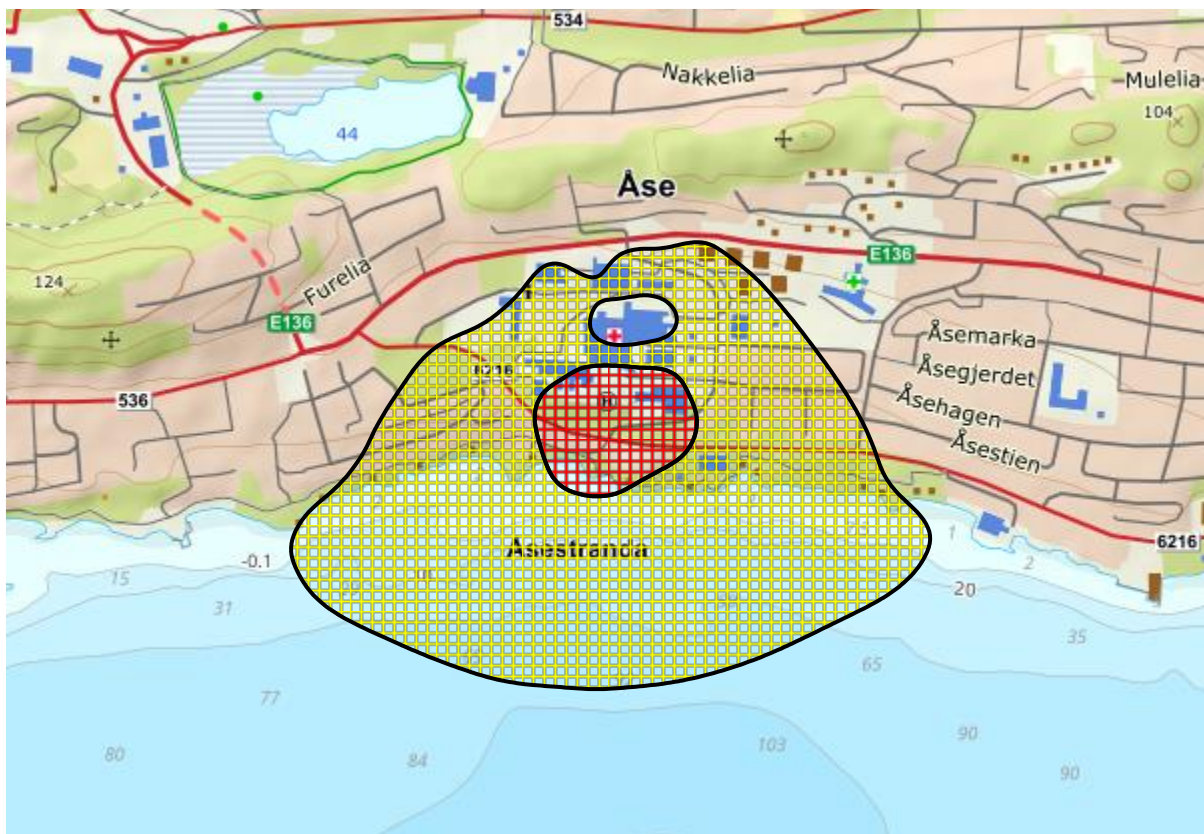 534
Nakkelia
Mulelia
104
44
Åse
E136
124
Furelia
E136
Åsemarka
6216
Åsegjerdet
536
Åsehagen
Åsestien
1
6216
Åsestranda
-0.1
2
15
20
31
35
65
77
90
103
80
84
90